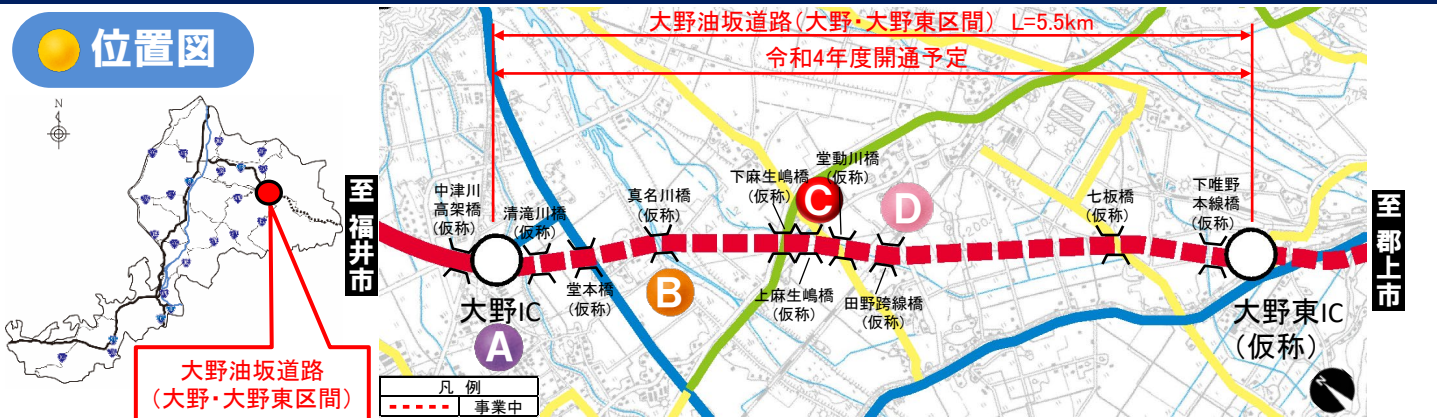 位置図
N
大野油坂道路
(大野・大野東区間)
至 福井市
大野油坂道路(大野・大野東区間) L=5.5km
令和4年度開通予定
中津川
高架橋
(仮称)
清滝川橋
(仮称)
大野IC
堂本橋
(仮称)
真名川橋
(仮称)
下麻生嶋橋
(仮称)
上麻生嶋橋
(仮称)
堂動川橋
(仮称)
田野跨線橋
(仮称)
七板橋
(仮称)
下唯野
本線橋
(仮称)
大野東IC
(仮称)
至 郡上市
A
B
C
D
凡 例
事業中
N